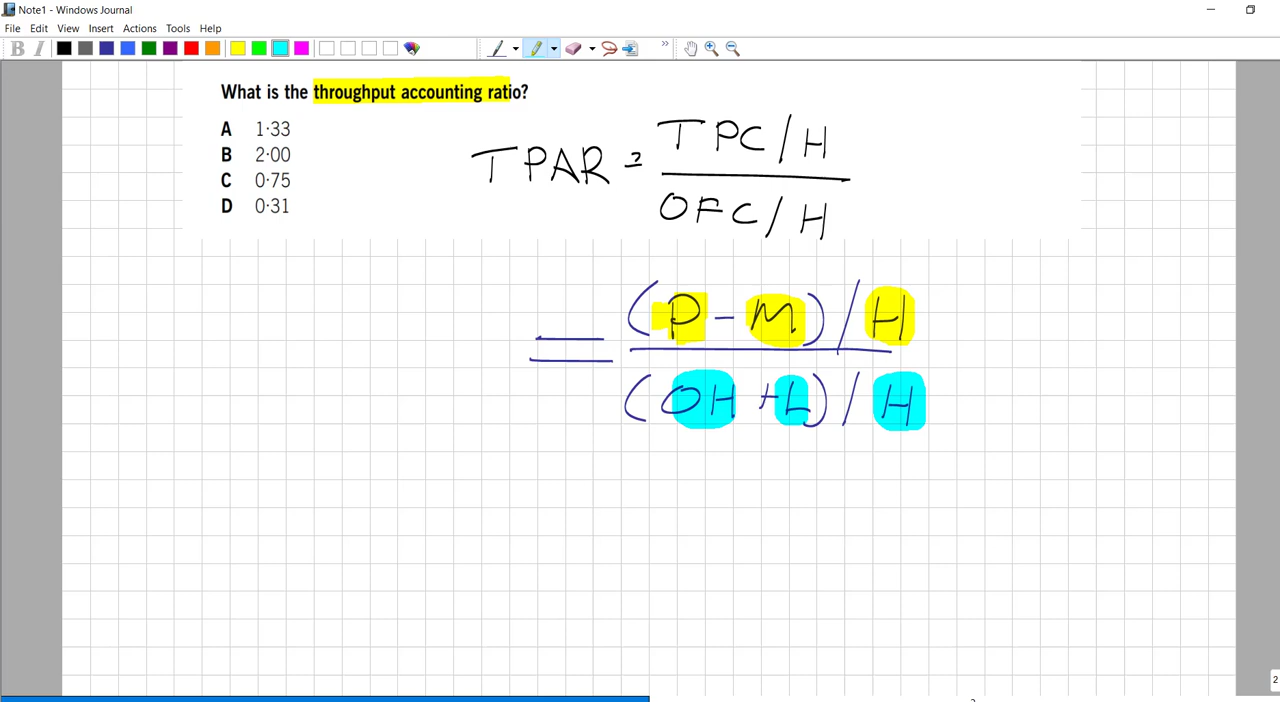 Note1 - Windows Journal
File Edit View Insert Actions Tools Help
B I
What is the throughput accounting ratio?
A 1·33
B 2·00
C 0·75
D 0·31
TPAR = TPC/H
OFC/H
= (P - M) / H
(OH + L) / H
2